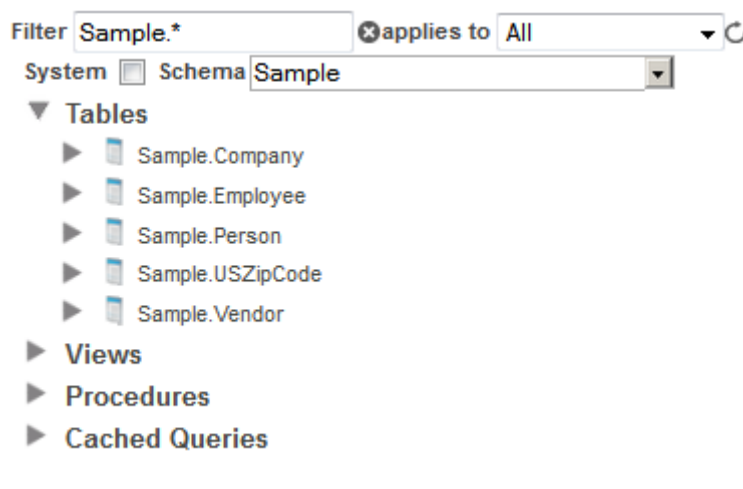 Filter Sample.* applies to All
System Schema Sample
Tables
Sample.Company
Sample.Employee
Sample.Person
Sample.USZipCode
Sample.Vendor
Views
Procedures
Cached Queries